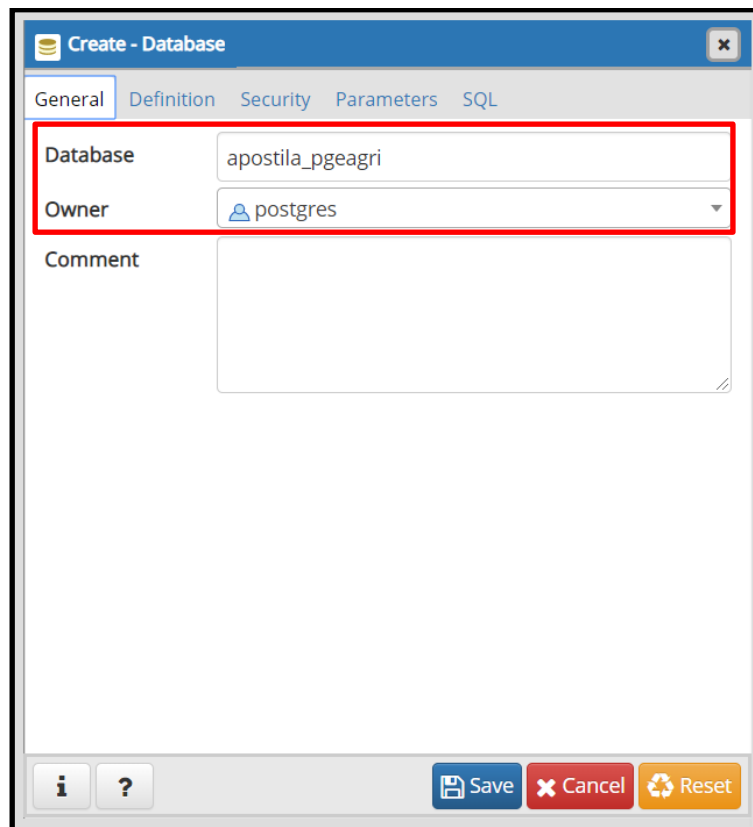 Create - Database
General Definition Security Parameters SQL
Database apostila_pgeagri
Owner postgres
Comment
i ? Save Cancel Reset